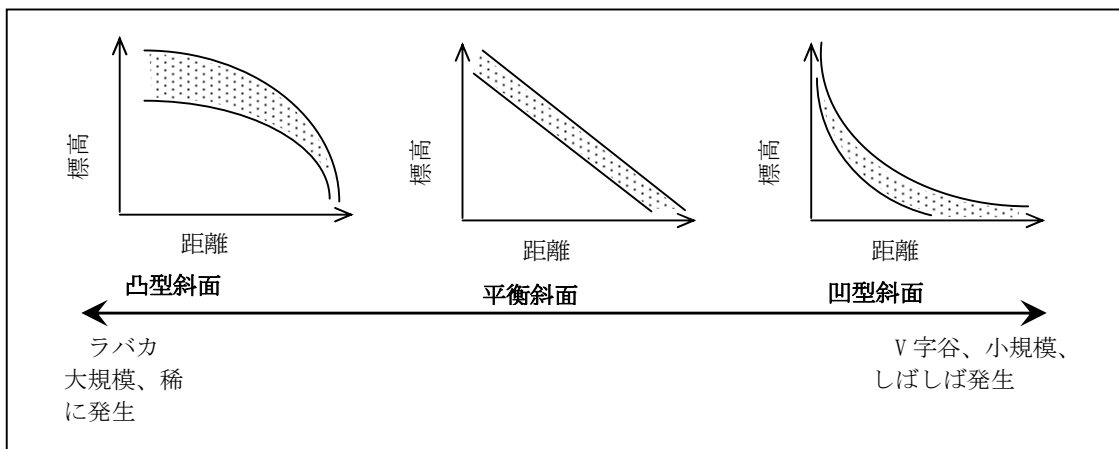 標高
距離
凸型斜面
標高
距離
平衡斜面
標高
距離
凹型斜面
ラバカ
大規模、稀
に発生
V 字谷、小規模、
しばしば発生